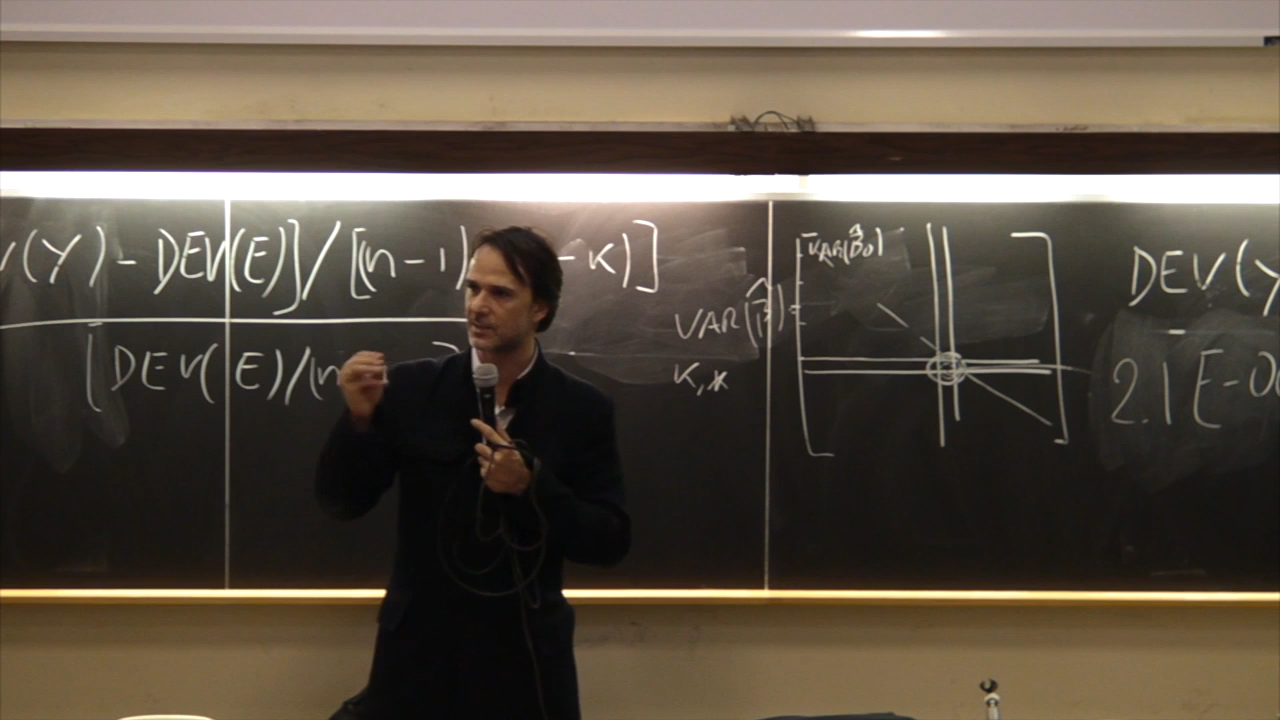 V(Y) - DEV(E)] / [(n-1) - K)]
[DEV(E)/(n
VAR(β̂) =
K,K
VAR(β̂0)
DEV(Y
2.1E-0